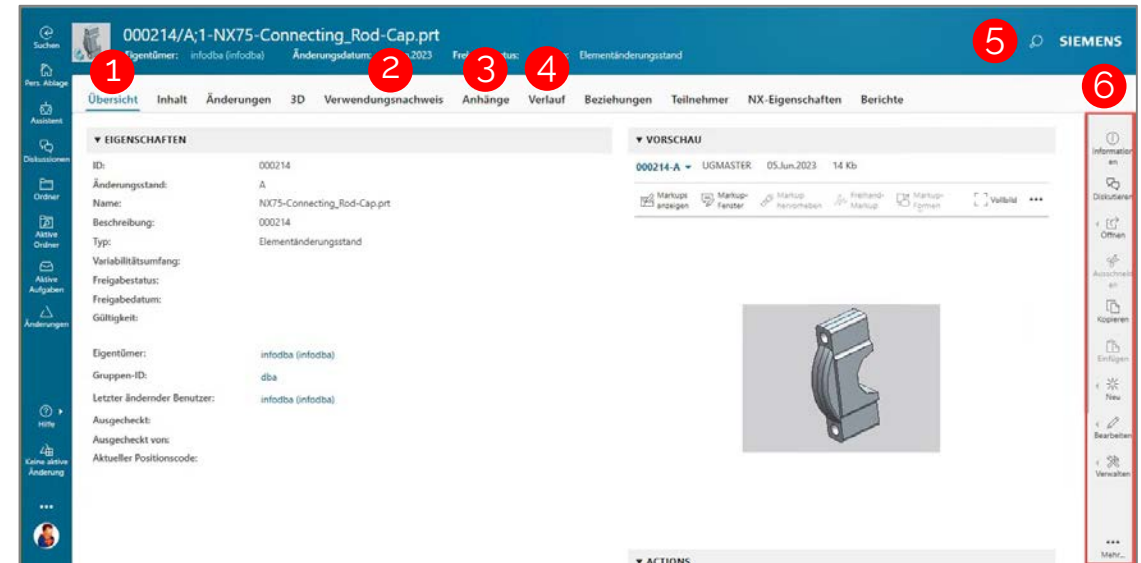 Suchen
Pers. Ablage
Assistent
Diskussionen
Ordner
Aktive
Ordner
Aktive
Aufgaben
Änderungen
Hilfe
Keine aktive
Änderung
000214/A;1-NX75-Connecting_Rod-Cap.prt
Eigentümer: infodba (infodba) Änderungsdatum: 2023 Elementänderungsstand
5
SIEMENS
1
2
3
4
6
Übersicht Inhalt Änderungen 3D Verwendungsnachweis Anhänge Verlauf Beziehungen Teilnehmer NX-Eigenschaften Berichte
▼ EIGENSCHAFTEN
ID: 000214
Änderungsstand: A
Name: NX75-Connecting_Rod-Cap.prt
Beschreibung: 000214
Typ: Elementänderungsstand
Variabilitätsumfang:
Freigabestatus:
Freigabedatum:
Gültigkeit:
Eigentümer: infodba (infodba)
Gruppen-ID: dba
Letzter ändernder Benutzer: infodba (infodba)
Ausgecheckt:
Ausgecheckt von:
Aktueller Positionscode:
▼ VORSCHAU
000214-A UGMASTER 05.Jun.2023 14 Kb
Markups
anzeigen
Markup-
Fenster
Markup
hervorheben
Freihand-
Markup
Markup-
Formen
Vollbild
▼ ACTIONS
Information
en
Diskutieren
Öffnen
Ausschneid
en
Kopieren
Einfügen
Neu
Bearbeiten
Verwalten
Mehr...